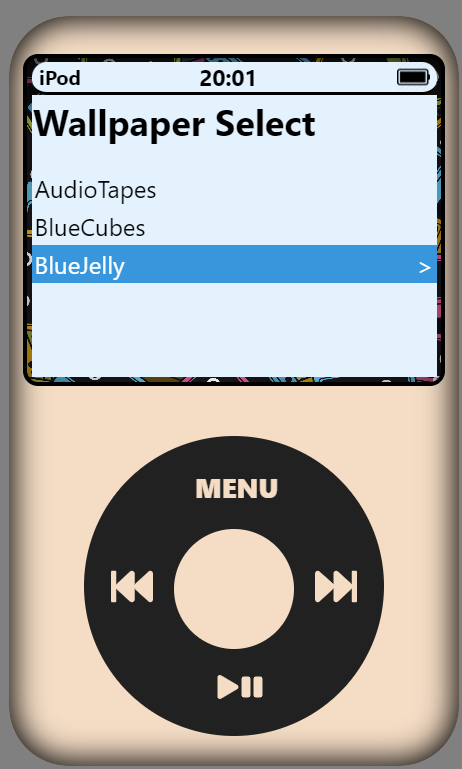 iPod 20:01
Wallpaper Select
AudioTapes
BlueCubes
BlueJelly >
MENU